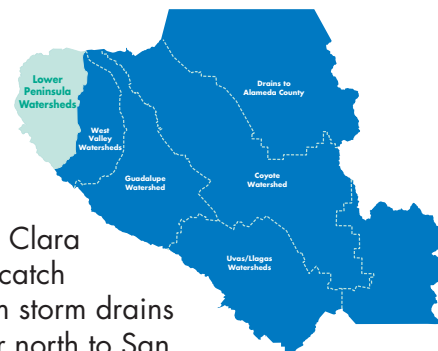 Lower
Peninsula
Watersheds
Drains to
Alameda County
West
Valley
Watersheds
Guadalupe
Watershed
Coyote
Watershed
Uvas/Llagas
Watersheds
Clara
catch
storm drains
north to San